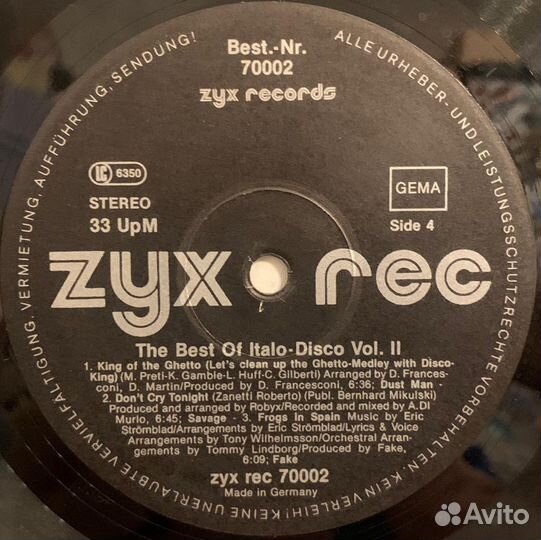 ALLE URHEBER- UND LEISTUNGSSCHUTZRECHTE VORBEHALTEN. KEIN VERLEIH! KEINE UNERLAUBTE VERVIELFÄLTIGUNG, VERMIETUNG, AUFFÜHRUNG, SENDUNG!
Best.-Nr.
70002
zyx records
LC 6350
GEMA
STEREO
33 UpM
Side 4
zyx rec
The Best Of Italo-Disco Vol. II
1. King of the Ghetto (Let's clean up the Ghetto-Medley with Disco-
King) (M. Preti-K. Gamble-L. Huff-C. Gilberti) Arranged by D. Frances-
coni, D. Martin/Produced by D. Francesconi, 6:36; Dust Man -
2. Don't Cry Tonight (Zanetti Roberto) (Publ. Bernhard Mikulski)
Produced and arranged by Robyx/Recorded and mixed by A.DI
Murlo, 6:45; Savage - 3. Frogs in Spain Music by Eric
Strömblad/Arrangements by Eric Strömblad/Lyrics & Voice
Arrangements by Tony Wilhelmsson/Orchestral Arran-
gements by Tommy Lindborg/Produced by Fake,
6:09; Fake
zyx rec 70002
Made in Germany
Avito